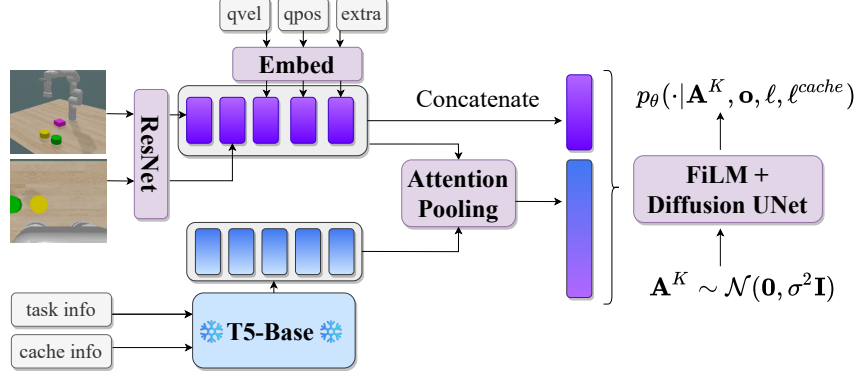 qvel
qpos
extra
Embed
ResNet
Concatenate
Attention
Pooling
task info
cache info
T5-Base
p_θ(·|A^K, o, ℓ, ℓ^{cache})
FiLM +
Diffusion UNet
A^K ∼ 𝒩(0, σ²I)